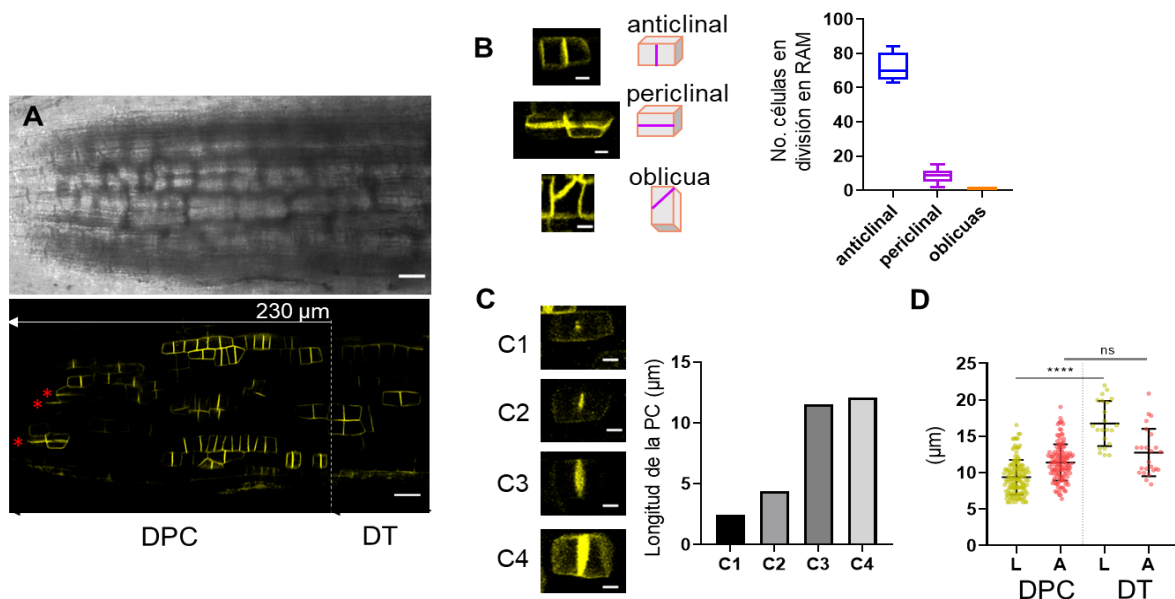 A
230 µm
* 
*
*
DPC
DT
B
anticlinal
periclinal
oblicua
No. células en
división en RAM
100
80
60
40
20
0
anticlinal
periclinal
oblicuas
C
C1
C2
C3
C4
Longitud de la PC (µm)
15
10
5
0
C1 C2 C3 C4
D
ns
****
(µm)
25
20
15
10
5
0
L A L A
DPC DT